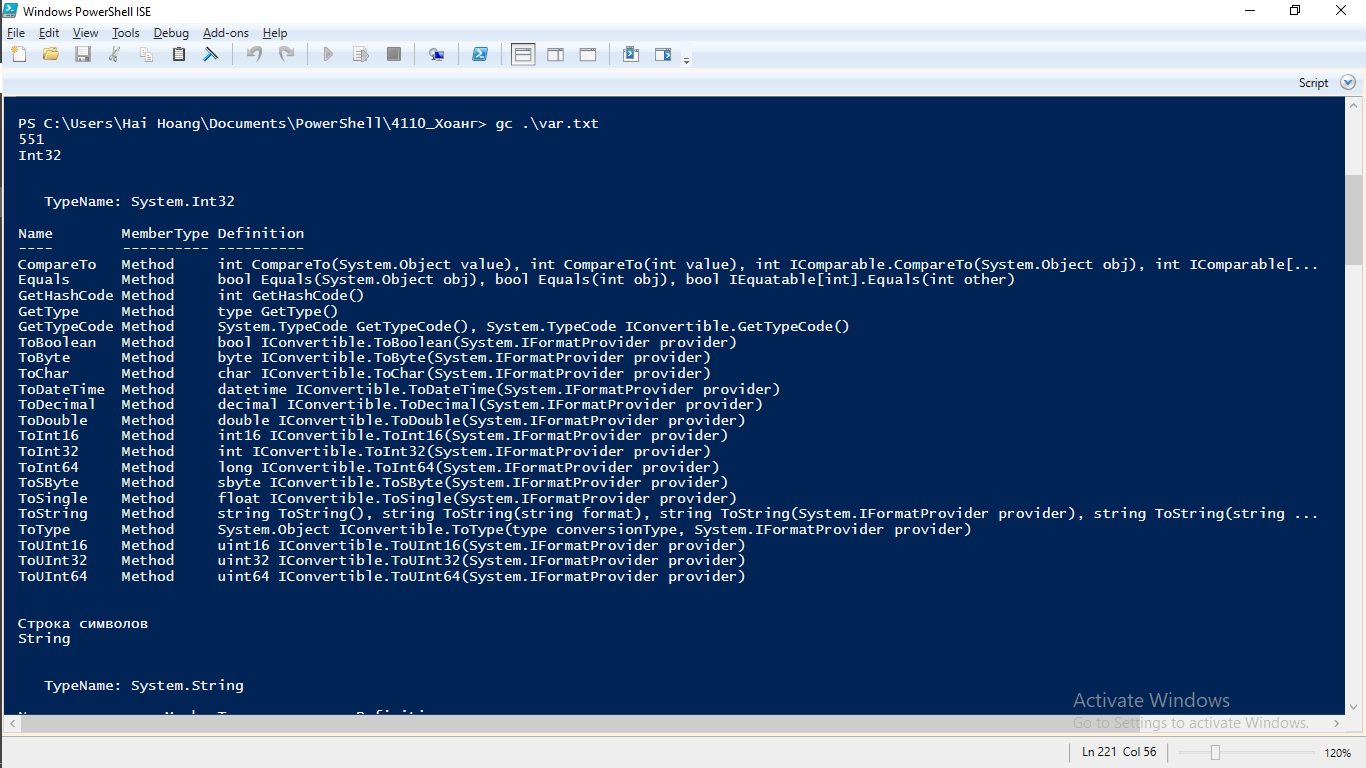 Windows PowerShell ISE
File Edit View Tools Debug Add-ons Help
Script
PS C:\Users\Hai Hoang\Documents\PowerShell\4110_Хоанг> gc .\var.txt
551
Int32
TypeName: System.Int32
Name MemberType Definition
---- ---------- ----------
CompareTo Method int CompareTo(System.Object value), int CompareTo(int value), int IComparable.CompareTo(System.Object obj), int IComparable[...
Equals Method bool Equals(System.Object obj), bool Equals(int obj), bool IEquatable[int].Equals(int other)
GetHashCode Method int GetHashCode()
GetType Method type GetType()
GetTypeCode Method System.TypeCode GetTypeCode(), System.TypeCode IConvertible.GetTypeCode()
ToBoolean Method bool IConvertible.ToBoolean(System.IFormatProvider provider)
ToByte Method byte IConvertible.ToByte(System.IFormatProvider provider)
ToChar Method char IConvertible.ToChar(System.IFormatProvider provider)
ToDateTime Method datetime IConvertible.ToDateTime(System.IFormatProvider provider)
ToDecimal Method decimal IConvertible.ToDecimal(System.IFormatProvider provider)
ToDouble Method double IConvertible.ToDouble(System.IFormatProvider provider)
ToInt16 Method int16 IConvertible.ToInt16(System.IFormatProvider provider)
ToInt32 Method int IConvertible.ToInt32(System.IFormatProvider provider)
ToInt64 Method long IConvertible.ToInt64(System.IFormatProvider provider)
ToSByte Method sbyte IConvertible.ToSByte(System.IFormatProvider provider)
ToSingle Method float IConvertible.ToSingle(System.IFormatProvider provider)
ToString Method string ToString(), string ToString(string format), string ToString(System.IFormatProvider provider), string ToString(string ...
ToType Method System.Object IConvertible.ToType(type conversionType, System.IFormatProvider provider)
ToUInt16 Method uint16 IConvertible.ToUInt16(System.IFormatProvider provider)
ToUInt32 Method uint32 IConvertible.ToUInt32(System.IFormatProvider provider)
ToUInt64 Method uint64 IConvertible.ToUInt64(System.IFormatProvider provider)
Строка символов
String
TypeName: System.String
Activate Windows
Go to Settings to activate Windows.
Ln 221 Col 56
120%